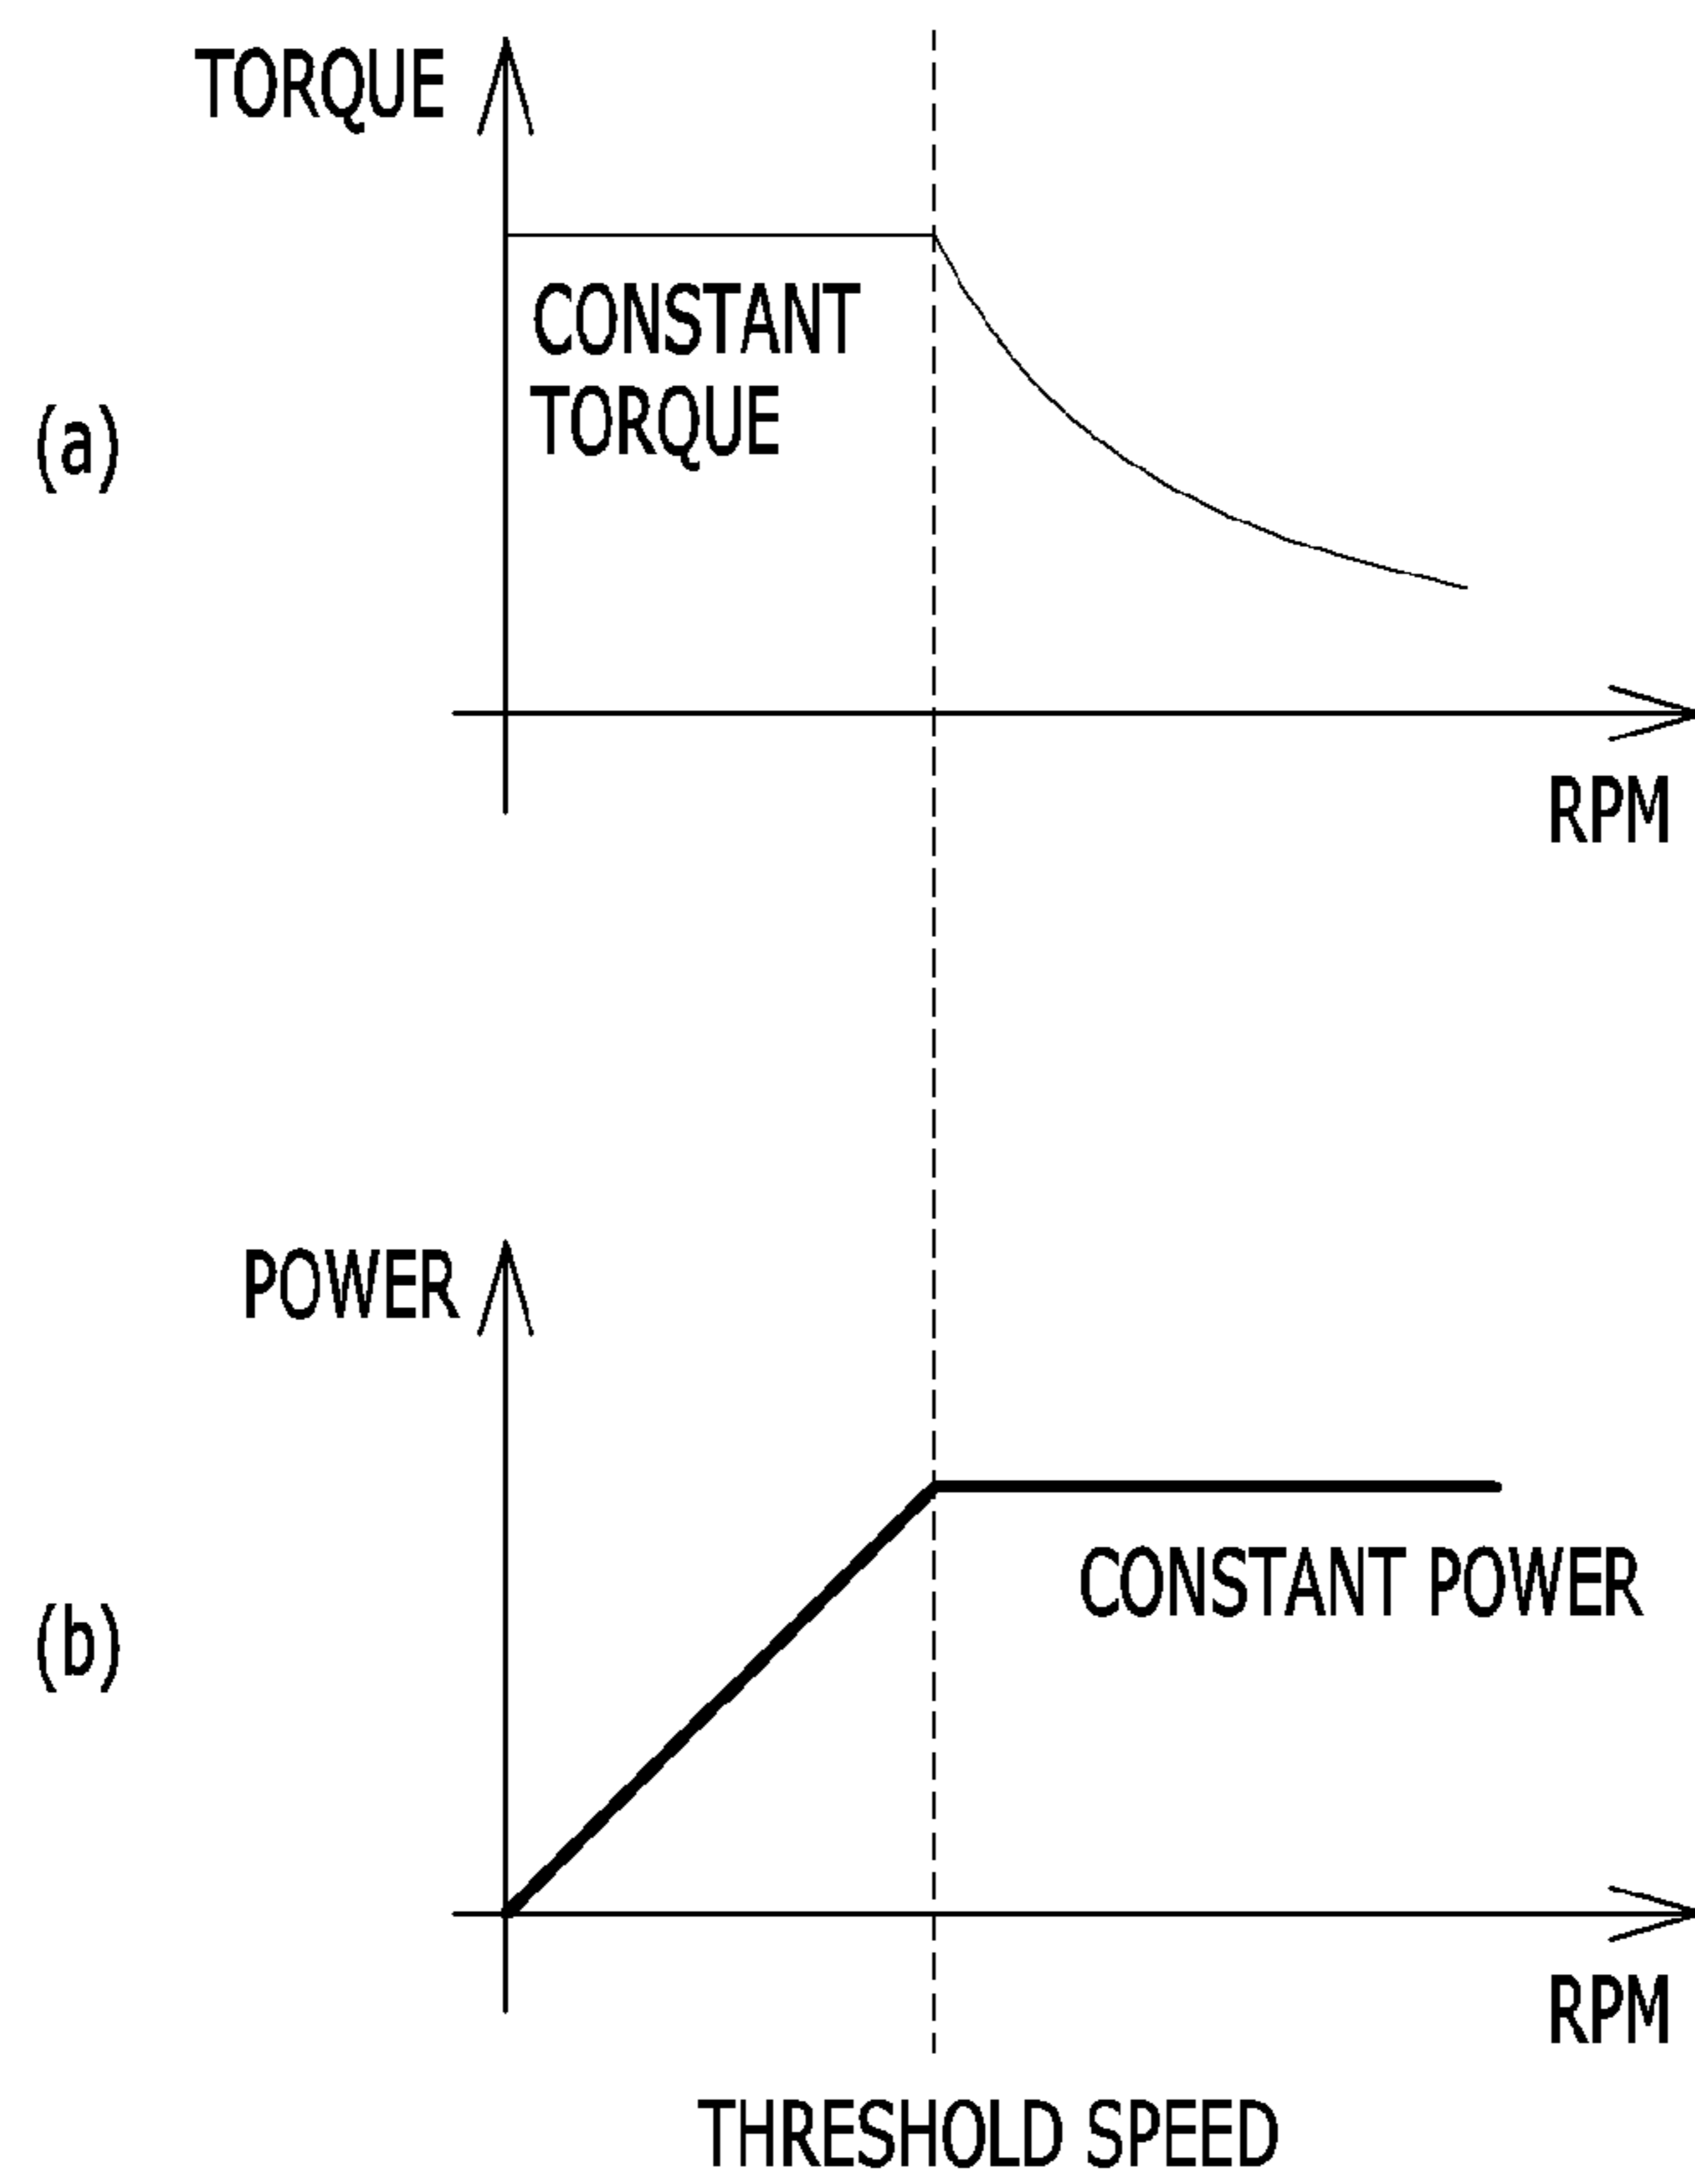 TORQUE
CONSTANT
TORQUE
(a)
RPM
POWER
CONSTANT POWER
(b)
RPM
THRESHOLD SPEED